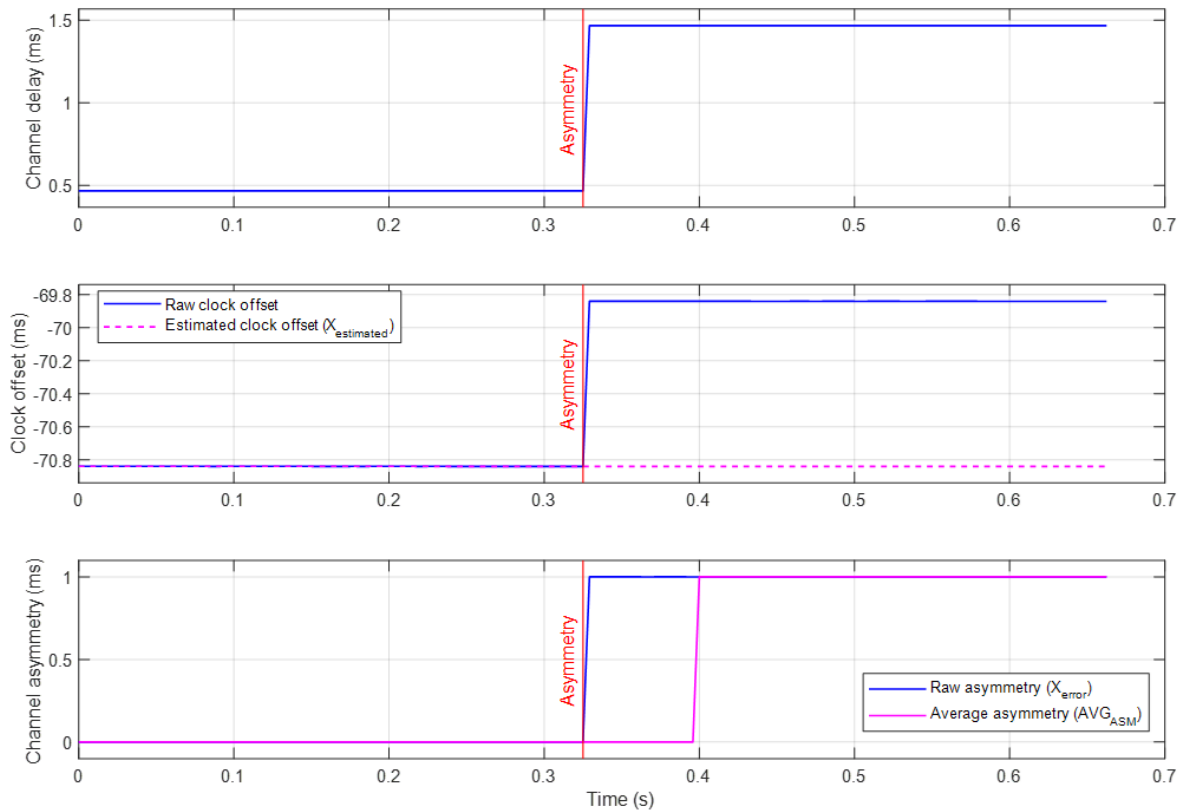 Channel delay (ms)
1.5
1
0.5
Asymmetry
0 0.1 0.2 0.3 0.4 0.5 0.6 0.7
Clock offset (ms)
-69.8
-70
-70.2
-70.4
-70.6
-70.8
Raw clock offset
Estimated clock offset (Xestimated)
Asymmetry
0 0.1 0.2 0.3 0.4 0.5 0.6 0.7
Channel asymmetry (ms)
1
0.5
0
Asymmetry
Raw asymmetry (Xerror)
Average asymmetry (AVGASM)
0 0.1 0.2 0.3 0.4 0.5 0.6 0.7
Time (s)